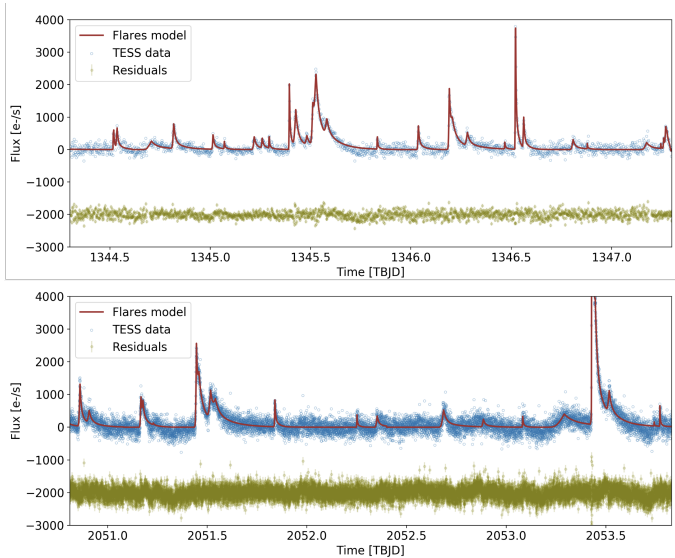 4000
3000
2000
1000
0
−1000
−2000
−3000
Flux [e-/s]
Flares model
TESS data
Residuals
1344.5 1345.0 1345.5 1346.0 1346.5 1347.0
Time [TBJD]
4000
3000
2000
1000
0
−1000
−2000
−3000
Flux [e-/s]
Flares model
TESS data
Residuals
2051.0 2051.5 2052.0 2052.5 2053.0 2053.5
Time [TBJD]